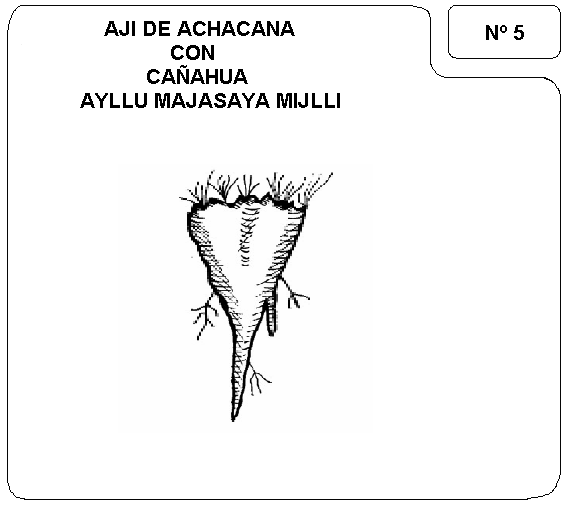 AJI DE ACHACANA
CON
CAÑAHUA
AYLLU MAJASAYA MIJLLI
Nº 5